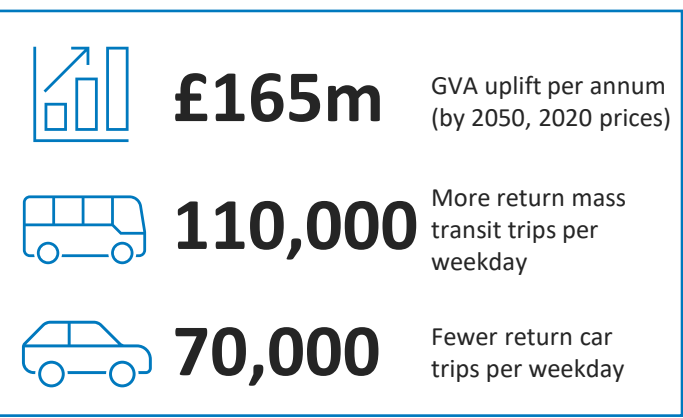 £165m
GVA uplift per annum
(by 2050, 2020 prices)
110,000
More return mass
transit trips per
weekday
70,000
Fewer return car
trips per weekday